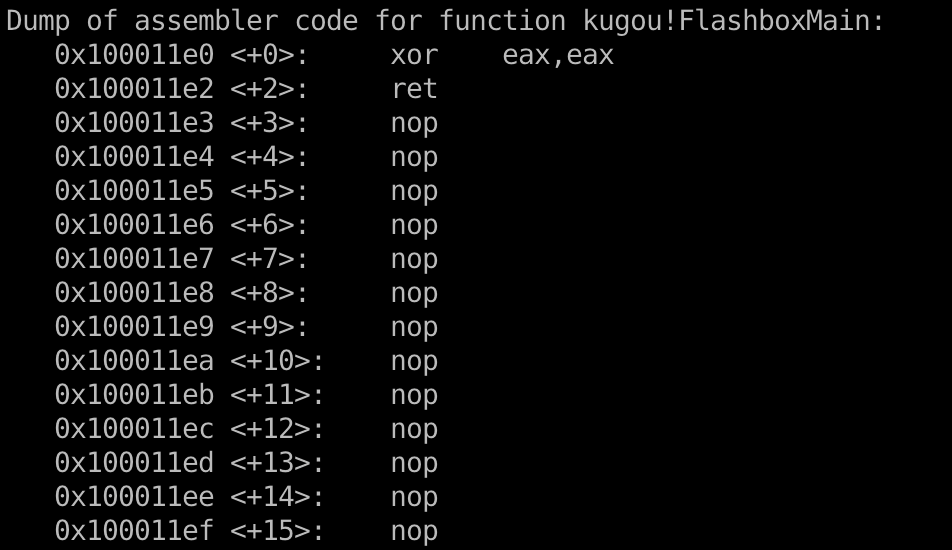 Dump of assembler code for function kugou!FlashboxMain:
   0x100011e0 <+0>:     xor    eax,eax
   0x100011e2 <+2>:     ret
   0x100011e3 <+3>:     nop
   0x100011e4 <+4>:     nop
   0x100011e5 <+5>:     nop
   0x100011e6 <+6>:     nop
   0x100011e7 <+7>:     nop
   0x100011e8 <+8>:     nop
   0x100011e9 <+9>:     nop
   0x100011ea <+10>:    nop
   0x100011eb <+11>:    nop
   0x100011ec <+12>:    nop
   0x100011ed <+13>:    nop
   0x100011ee <+14>:    nop
   0x100011ef <+15>:    nop